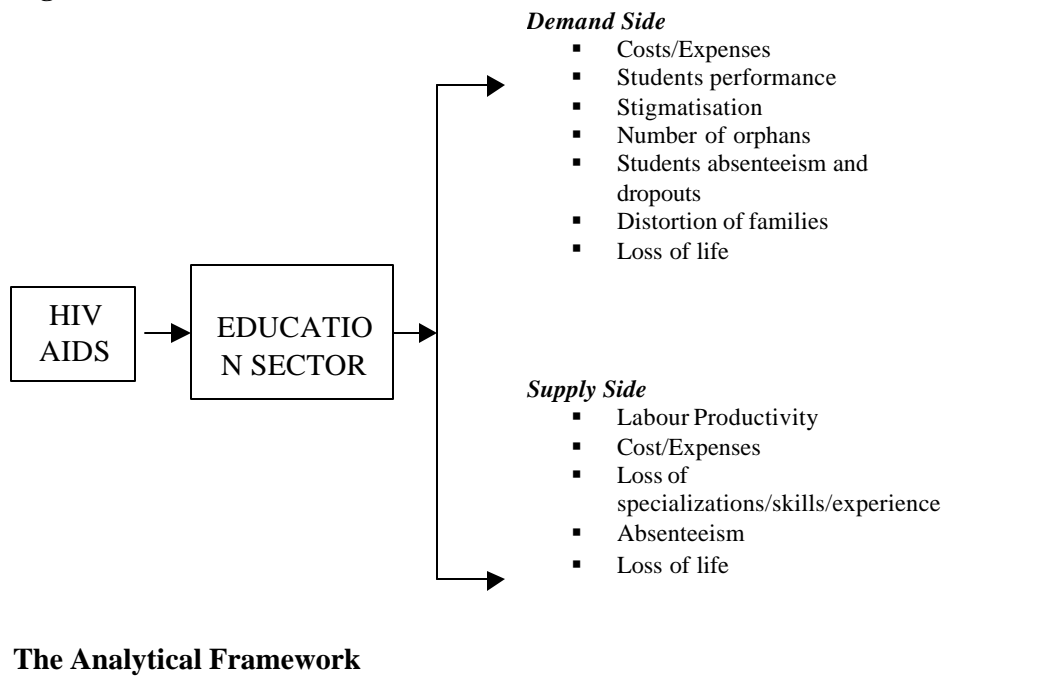 Demand Side
▪ Costs/Expenses
▪ Students performance
▪ Stigmatisation
▪ Number of orphans
▪ Students absenteeism and
dropouts
▪ Distortion of families
▪ Loss of life
HIV
AIDS
EDUCATIO
N SECTOR
Supply Side
▪ Labour Productivity
▪ Cost/Expenses
▪ Loss of
specializations/skills/experience
▪ Absenteeism
▪ Loss of life
The Analytical Framework